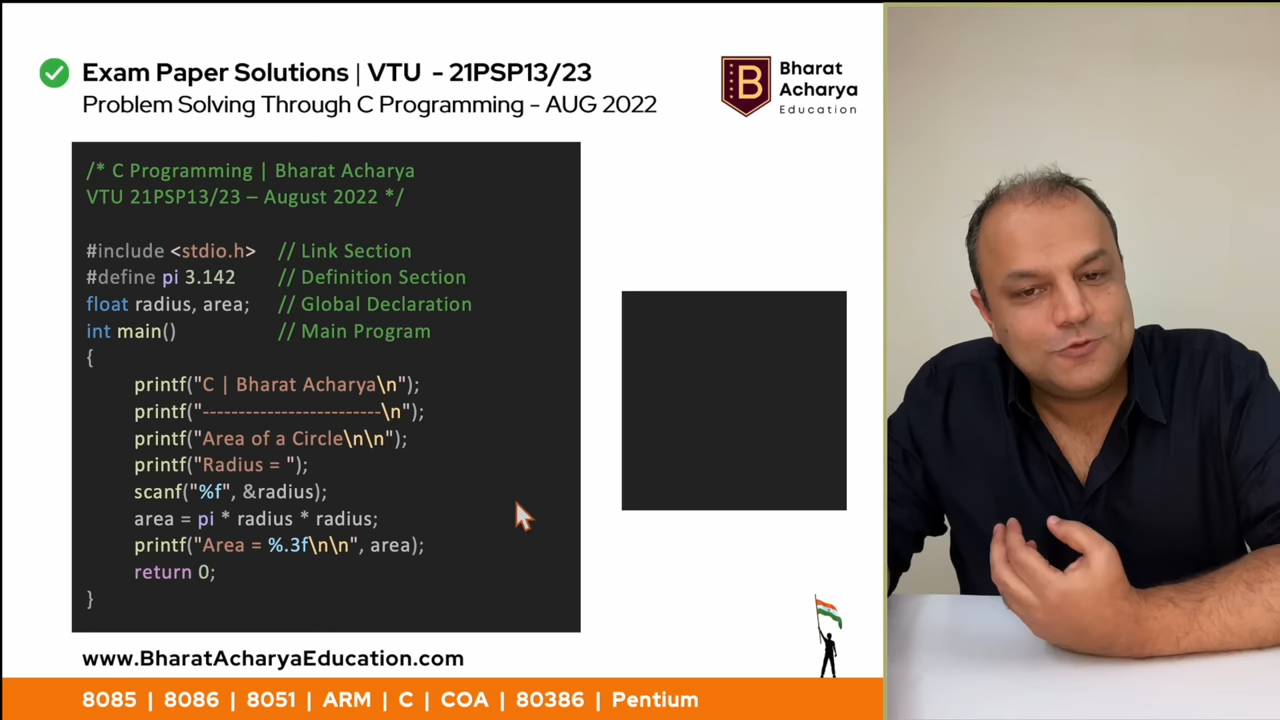 Exam Paper Solutions | VTU - 21PSP13/23
Problem Solving Through C Programming - AUG 2022
B
Bharat
Acharya
Education
/* C Programming | Bharat Acharya
VTU 21PSP13/23 – August 2022 */
#include <stdio.h> // Link Section
#define pi 3.142 // Definition Section
float radius, area; // Global Declaration
int main() // Main Program
{
printf("C | Bharat Acharya\n");
printf("-------------------------\n");
printf("Area of a Circle\n\n");
printf("Radius = ");
scanf("%f", &radius);
area = pi * radius * radius;
printf("Area = %.3f\n\n", area);
return 0;
}
www.BharatAcharyaEducation.com
8085 | 8086 | 8051 | ARM | C | COA | 80386 | Pentium